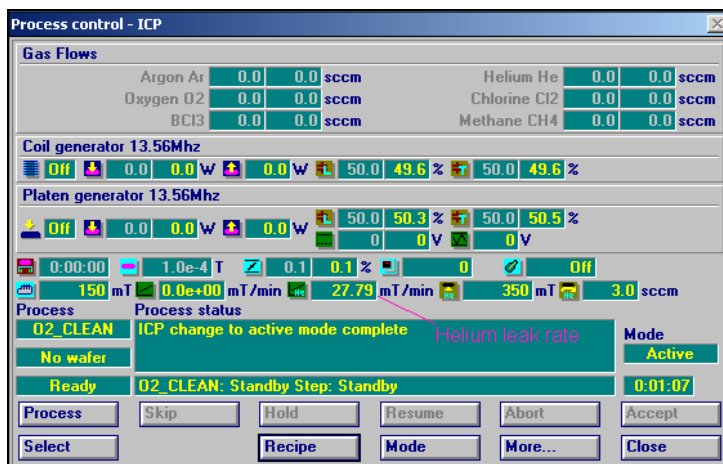 Process control - ICP
Gas Flows
Argon Ar 0.0 0.0 sccm Helium He 0.0 0.0 sccm
Oxygen O2 0.0 0.0 sccm Chlorine Cl2 0.0 0.0 sccm
BCl3 0.0 0.0 sccm Methane CH4 0.0 0.0 sccm
Coil generator 13.56Mhz
Off 0.0 0.0 W 0.0 W L 50.0 49.6 % T 50.0 49.6 %
Platen generator 13.56Mhz
Off 0.0 0.0 W 0.0 W L 50.0 50.3 % T 50.0 50.5 %
0 0 V 0 V
0:00:00 1.0e-4 T 0.1 0.1 % 0 Off
150 mT 0.0e+00 mT/min He 27.79 mT/min He 350 mT He 3.0 sccm
Process Process status
O2_CLEAN ICP change to active mode complete Helium leak rate Mode
No wafer Active
Ready O2_CLEAN: Standby Step: Standby 0:01:07
Process Skip Hold Resume Abort Accept
Select Recipe Mode More... Close